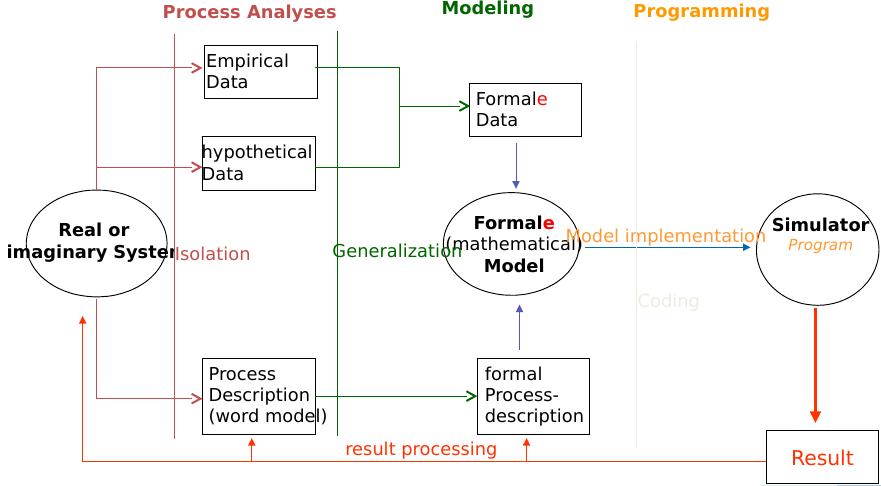 Process Analyses
Modeling
Programming
Empirical
Data
Formale
Data
hypothetical
Data
Real or
imaginary System
Isolation
Generalization
Formale
(mathematical)
Model
Model implementation
Simulator
Program
Coding
Process
Description
(word model)
formal
Process-
description
result processing
Result